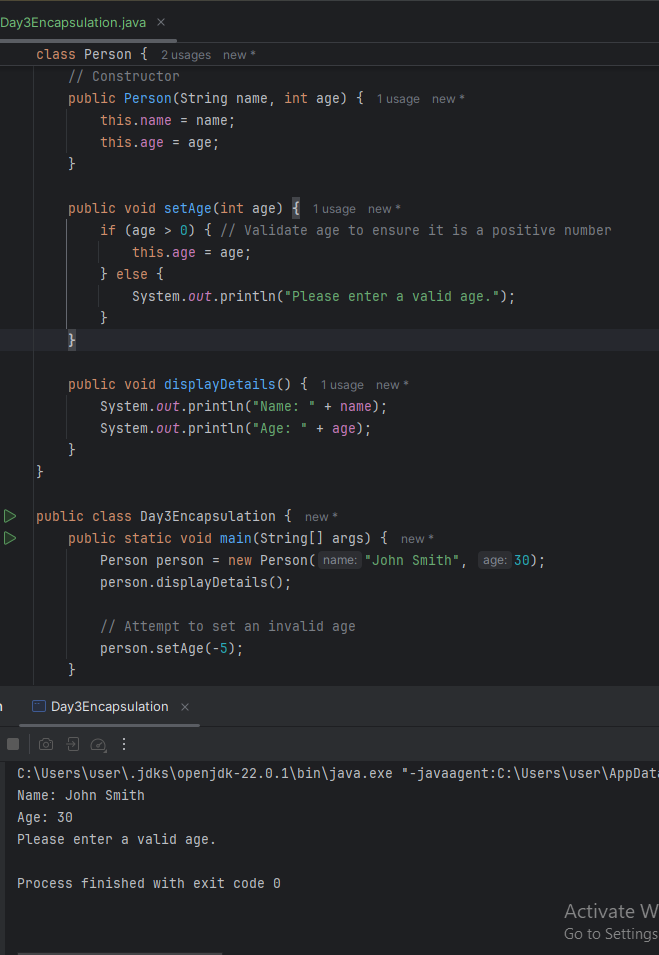 Day3Encapsulation.java ×
class Person { 2 usages new *
// Constructor
public Person(String name, int age) { 1 usage new *
this.name = name;
this.age = age;
}
public void setAge(int age) { 1 usage new *
if (age > 0) { // Validate age to ensure it is a positive number
this.age = age;
} else {
System.out.println("Please enter a valid age.");
}
}
public void displayDetails() { 1 usage new *
System.out.println("Name: " + name);
System.out.println("Age: " + age);
}
}
public class Day3Encapsulation { new *
public static void main(String[] args) { new *
Person person = new Person( name: "John Smith", age: 30);
person.displayDetails();
// Attempt to set an invalid age
person.setAge(-5);
}
n Day3Encapsulation ×
C:\Users\user\.jdks\openjdk-22.0.1\bin\java.exe "-javaagent:C:\Users\user\AppData
Name: John Smith
Age: 30
Please enter a valid age.
Process finished with exit code 0
Activate W
Go to Settings